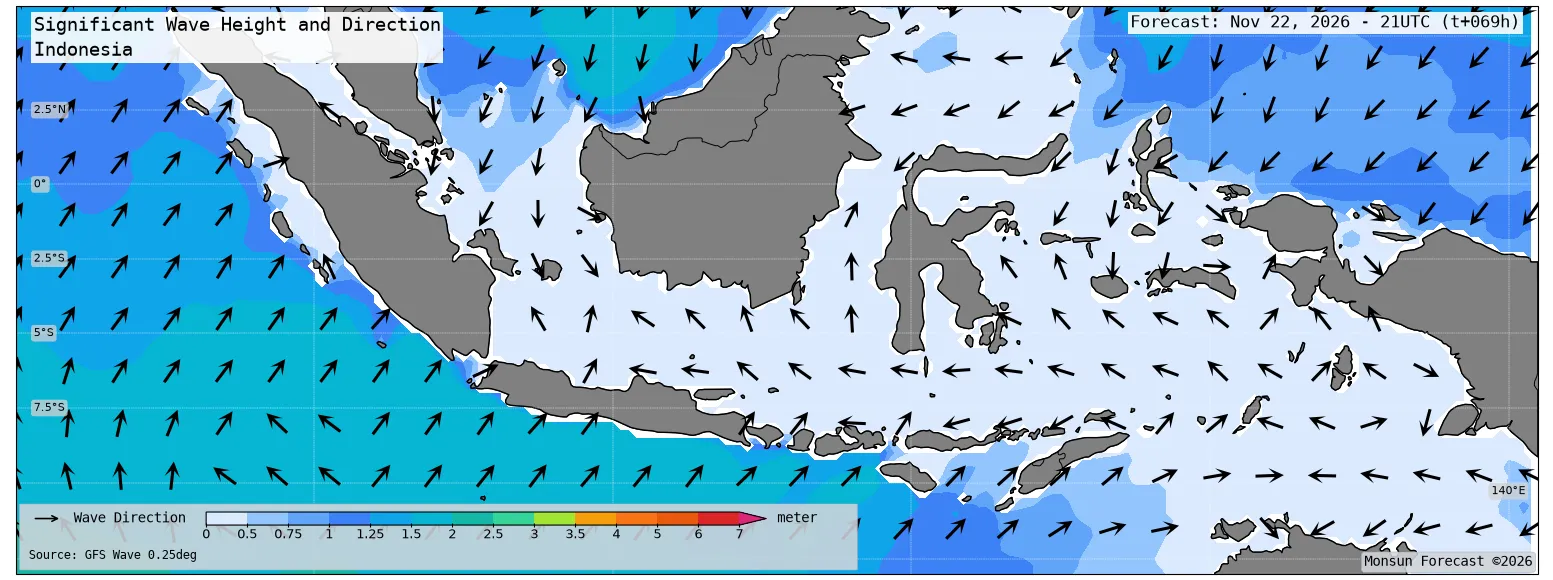 Significant Wave Height and Direction
Indonesia
Forecast: Nov 22, 2026 - 21UTC (t+069h)
2.5°N
0°
2.5°S
5°S
7.5°S
140°E
Wave Direction
meter
0 0.5 0.75 1 1.25 1.5 2 2.5 3 3.5 4 5 6 7
Source: GFS Wave 0.25deg
Monsun Forecast ©2026